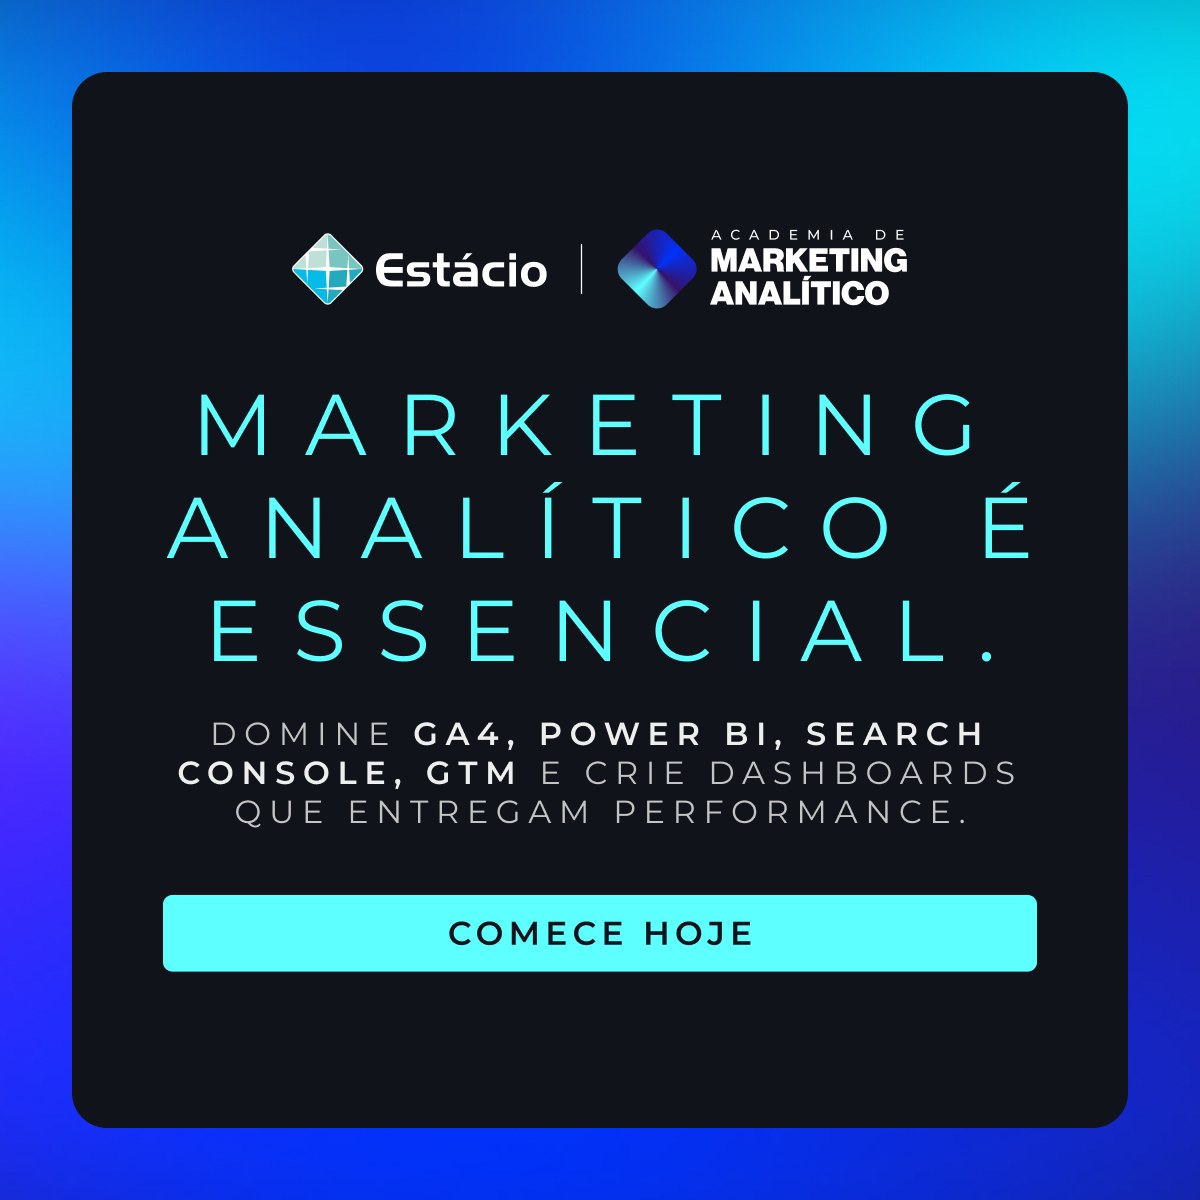 Estácio
ACADEMIA DE
MARKETING
ANALÍTICO
MARKETING
ANALÍTICO É
ESSENCIAL.
DOMINE GA4, POWER BI, SEARCH
CONSOLE, GTM E CRIE DASHBOARDS
QUE ENTREGAM PERFORMANCE.
COMECE HOJE